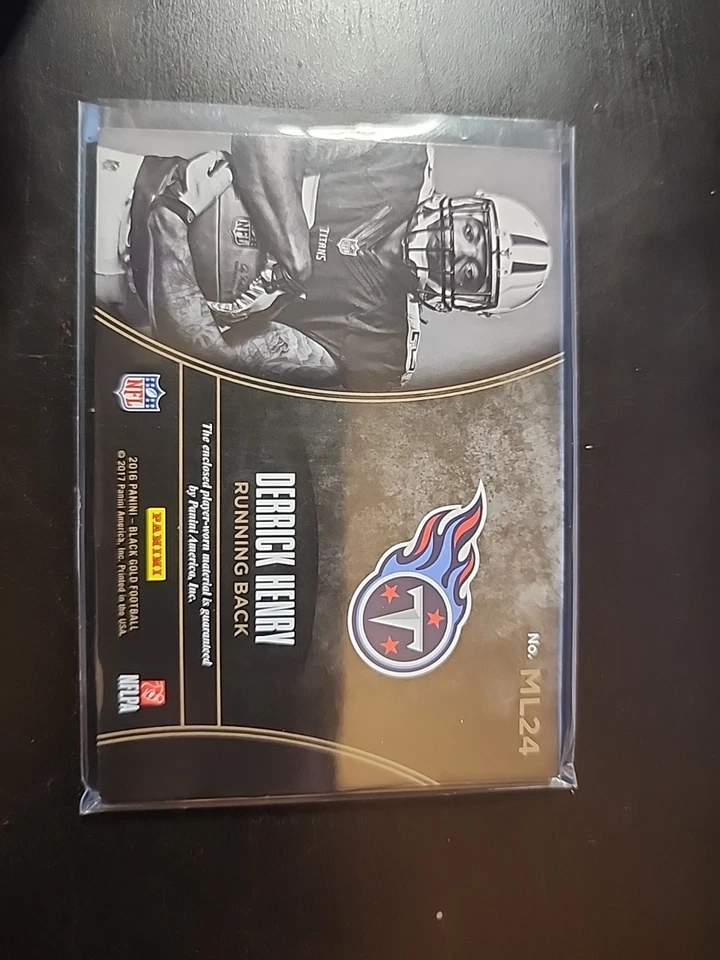 No. ML24
TITANS
NFL
T
DERRICK HENRY
RUNNING BACK
The enclosed player-worn material is guaranteed
by Panini America, Inc.
NFL
PANINI
NFLPA
2016 PANINI – BLACK GOLD FOOTBALL
© 2017 Panini America, Inc. Printed in the USA.